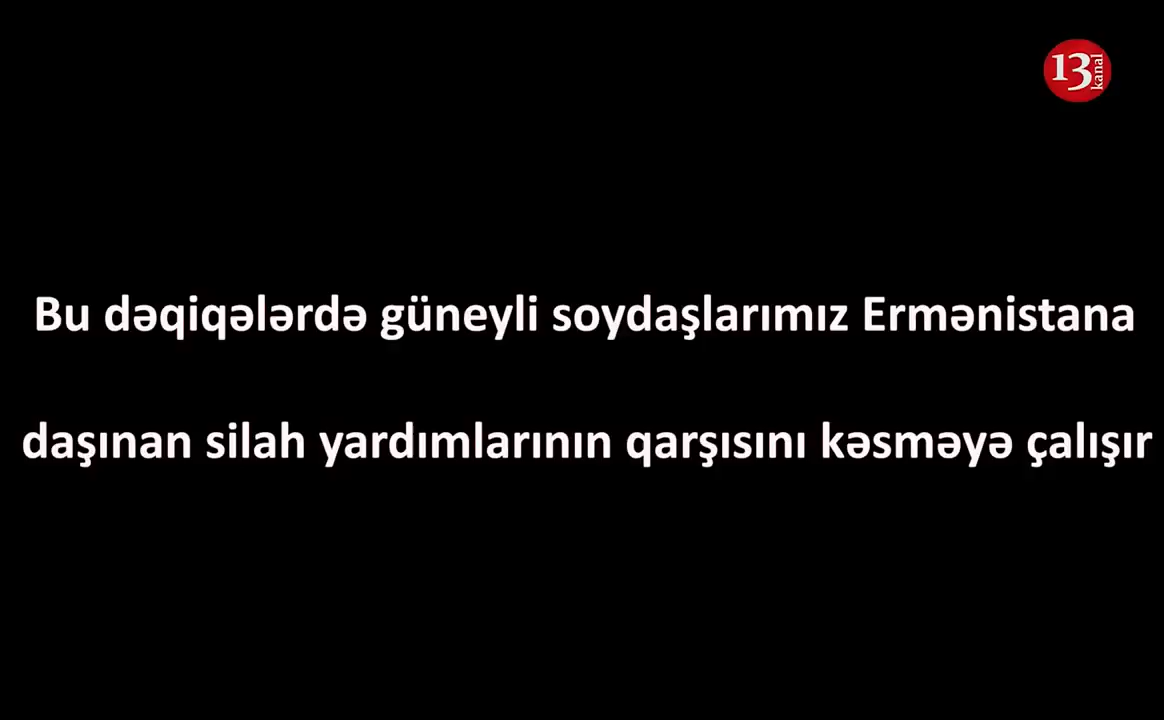 13 kanal
Bu dəqiqələrdə güneyli soydaşlarımız Ermənistana
daşınan silah yardımlarının qarşısını kəsməyə çalışır